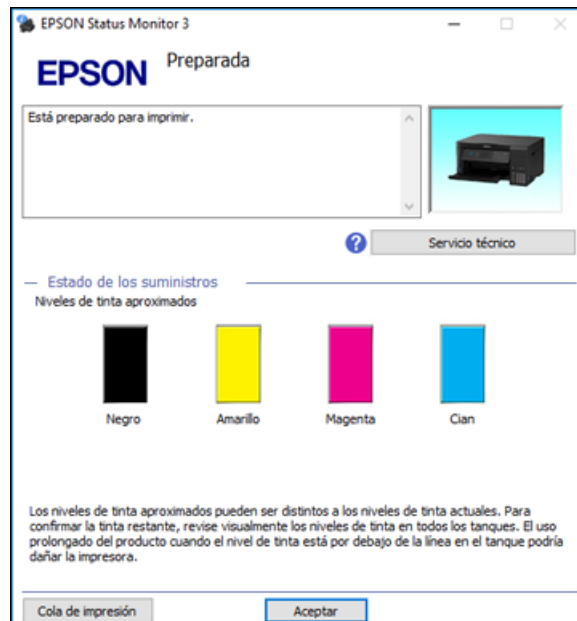 EPSON Status Monitor 3
EPSON
Preparada
Está preparado para imprimir.
?
Servicio técnico
Estado de los suministros
Niveles de tinta aproximados
Negro
Amarillo
Magenta
Cian
Los niveles de tinta aproximados pueden ser distintos a los niveles de tinta actuales. Para
confirmar la tinta restante, revise visualmente los niveles de tinta en todos los tanques. El uso
prolongado del producto cuando el nivel de tinta está por debajo de la línea en el tanque podría
dañar la impresora.
Cola de impresión
Aceptar